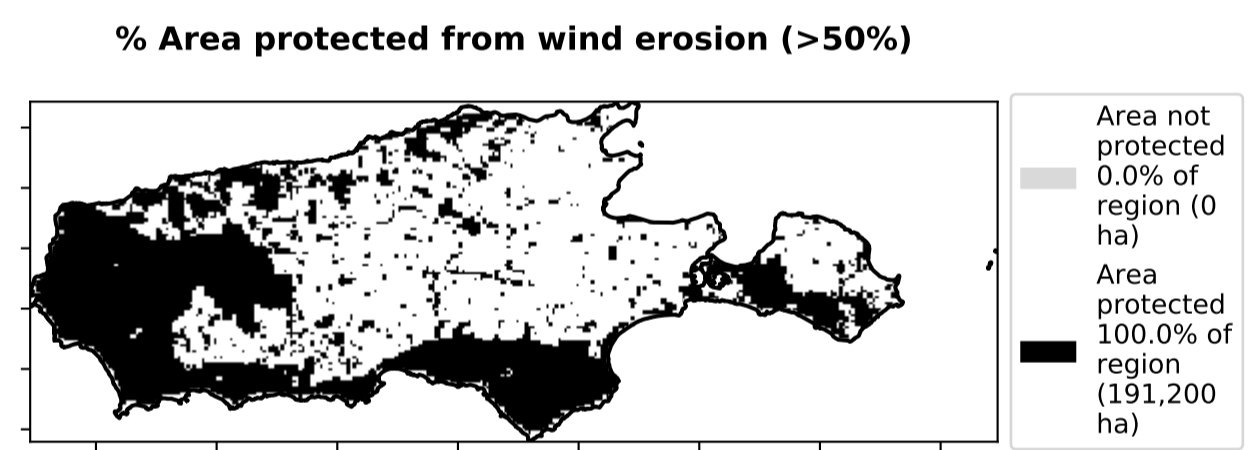 % Area protected from wind erosion (>50%)
Area not
protected
0.0% of
region (0
ha)
Area
protected
100.0% of
region
(191,200
ha)